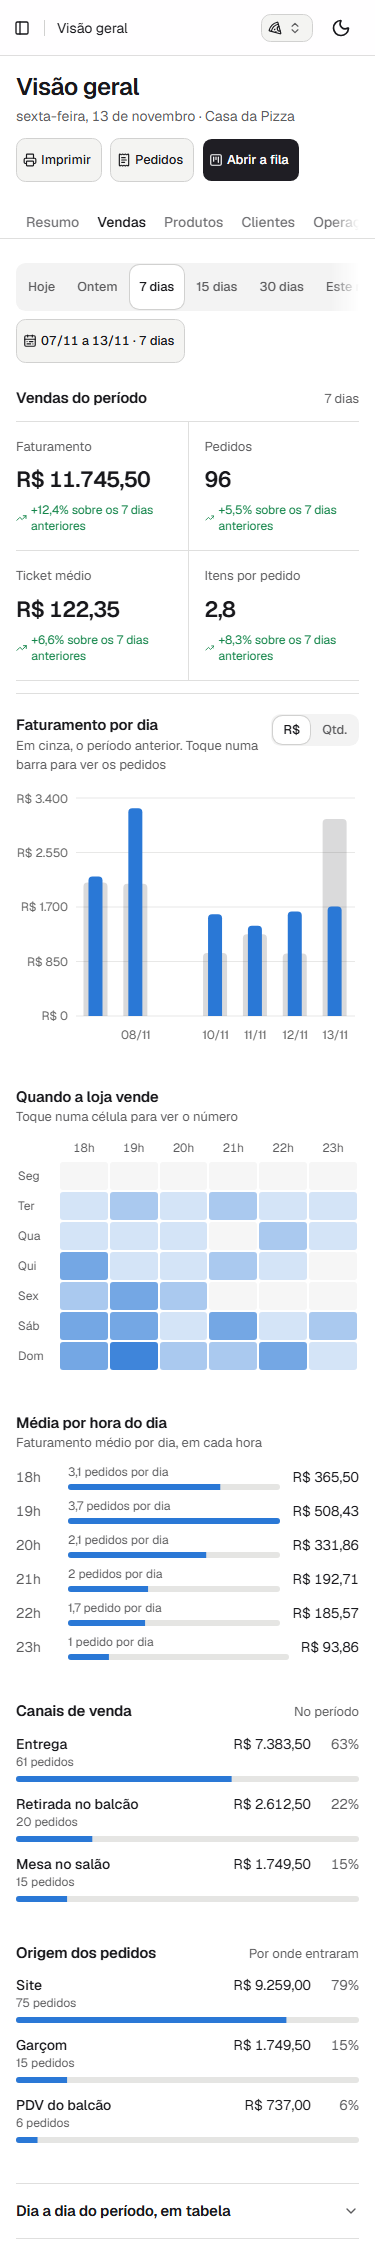 Visão geral
Visão geral
sexta-feira, 13 de novembro · Casa da Pizza
Imprimir Pedidos Abrir a fila
Resumo Vendas Produtos Clientes Operaç
Hoje Ontem 7 dias 15 dias 30 dias Este
07/11 a 13/11 · 7 dias
Vendas do período 7 dias
Faturamento Pedidos
R$ 11.745,50 96
+12,4% sobre os 7 dias +5,5% sobre os 7 dias
anteriores anteriores
Ticket médio Itens por pedido
R$ 122,35 2,8
+6,6% sobre os 7 dias +8,3% sobre os 7 dias
anteriores anteriores
Faturamento por dia R$ Qtd.
Em cinza, o período anterior. Toque numa
barra para ver os pedidos
R$ 3.400
R$ 2.550
R$ 1.700
R$ 850
R$ 0
08/11 10/11 11/11 12/11 13/11
Quando a loja vende
Toque numa célula para ver o número
18h 19h 20h 21h 22h 23h
Seg
Ter
Qua
Qui
Sex
Sáb
Dom
Média por hora do dia
Faturamento médio por dia, em cada hora
18h 3,1 pedidos por dia R$ 365,50
19h 3,7 pedidos por dia R$ 508,43
20h 2,1 pedidos por dia R$ 331,86
21h 2 pedidos por dia R$ 192,71
22h 1,7 pedido por dia R$ 185,57
23h 1 pedido por dia R$ 93,86
Canais de venda No período
Entrega R$ 7.383,50 63%
61 pedidos
Retirada no balcão R$ 2.612,50 22%
20 pedidos
Mesa no salão R$ 1.749,50 15%
15 pedidos
Origem dos pedidos Por onde entraram
Site R$ 9.259,00 79%
75 pedidos
Garçom R$ 1.749,50 15%
15 pedidos
PDV do balcão R$ 737,00 6%
6 pedidos
Dia a dia do período, em tabela